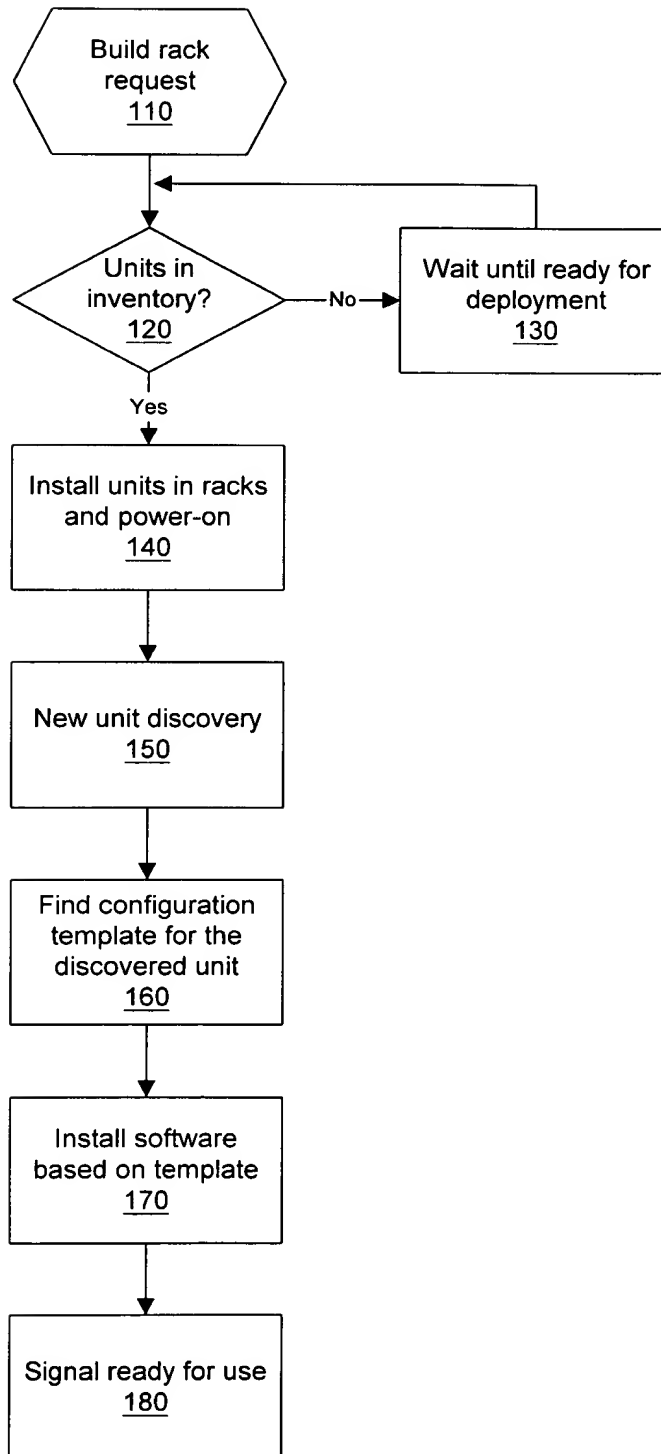 Build rack
request
110
Units in
inventory?
120
No
Wait until ready for
deployment
130
Yes
Install units in racks
and power-on
140
New unit discovery
150
Find configuration
template for the
discovered unit
160
Install software
based on template
170
Signal ready for use
180